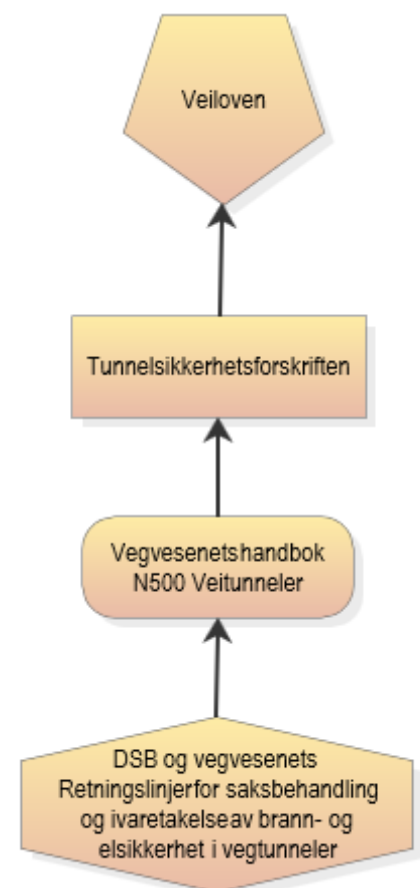 Veiloven
Tunnelsikkerhetsforskriften
Vegvesenetshandbok
N500 Veitunneler
DSB og vegvesenets
Retningslinjerfor saksbehandling
og ivaretakelseav brann- og
elsikkerhet i vegtunneler